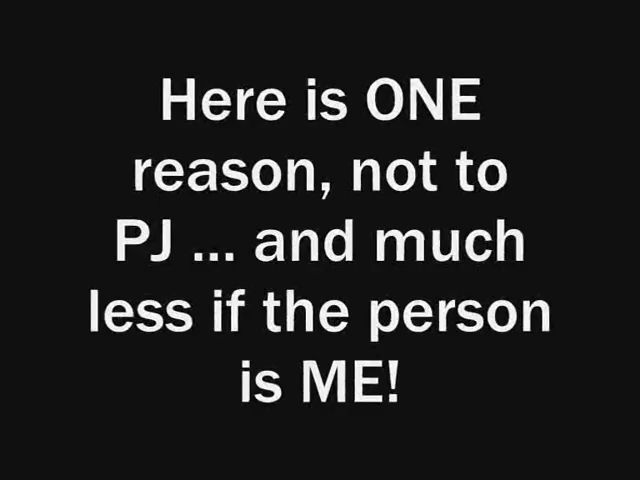 Here is ONE
reason, not to
PJ ... and much
less if the person
is ME!